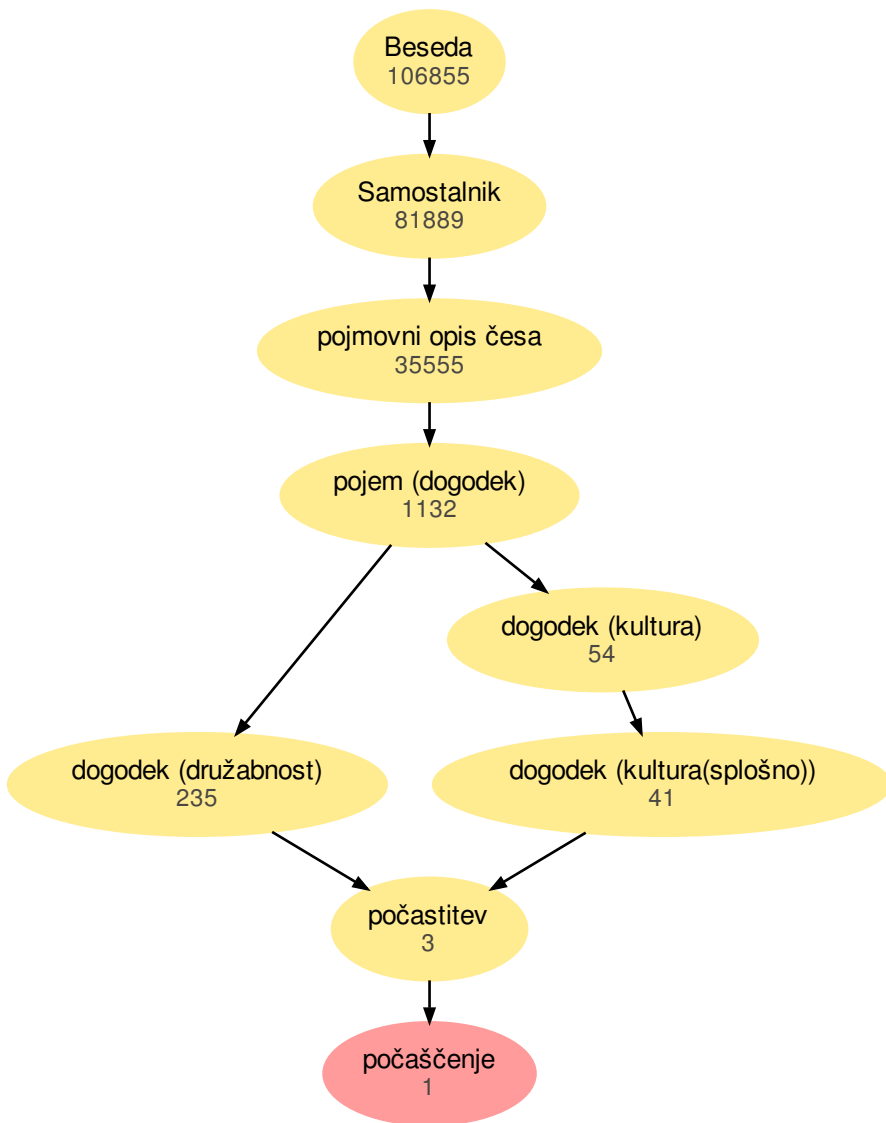 Beseda
106855
Samostalnik
81889
pojmovni opis česa
35555
pojem (dogodek)
1132
dogodek (kultura)
54
dogodek (družabnost)
235
dogodek (kultura(splošno))
41
počastitev
3
počaščenje
1